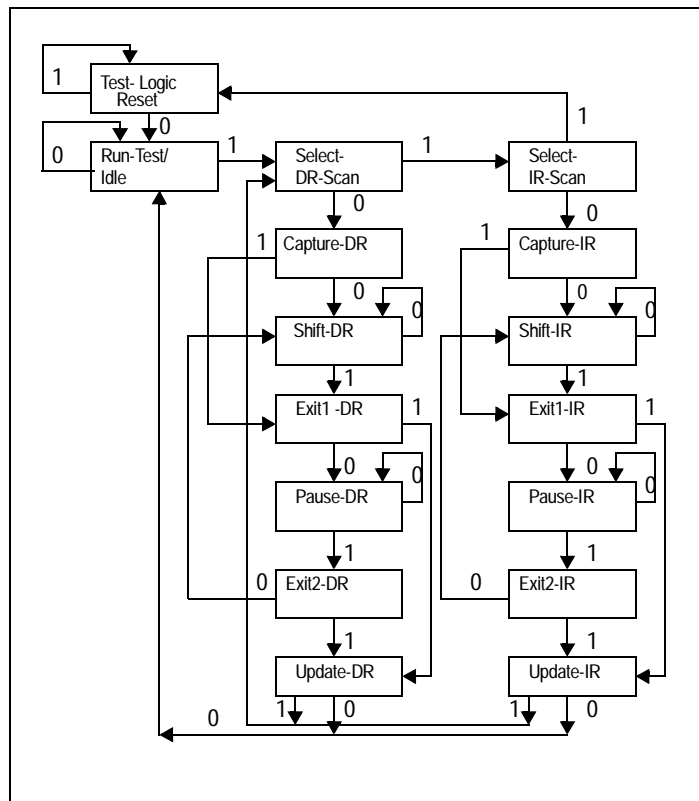 1
Test- Logic
Reset
0
1
0
Run-Test/
Idle
1
Select-
DR-Scan
1
Select-
IR-Scan
0
0
1
Capture-DR
1
Capture-IR
0
0
Shift-DR
0
Shift-IR
0
1
1
Exit1 -DR
1
Exit1-IR
1
0
0
Pause-DR
0
Pause-IR
0
1
1
0
Exit2-DR
0
Exit2-IR
1
1
Update-DR
Update-IR
1
0
1
0
0